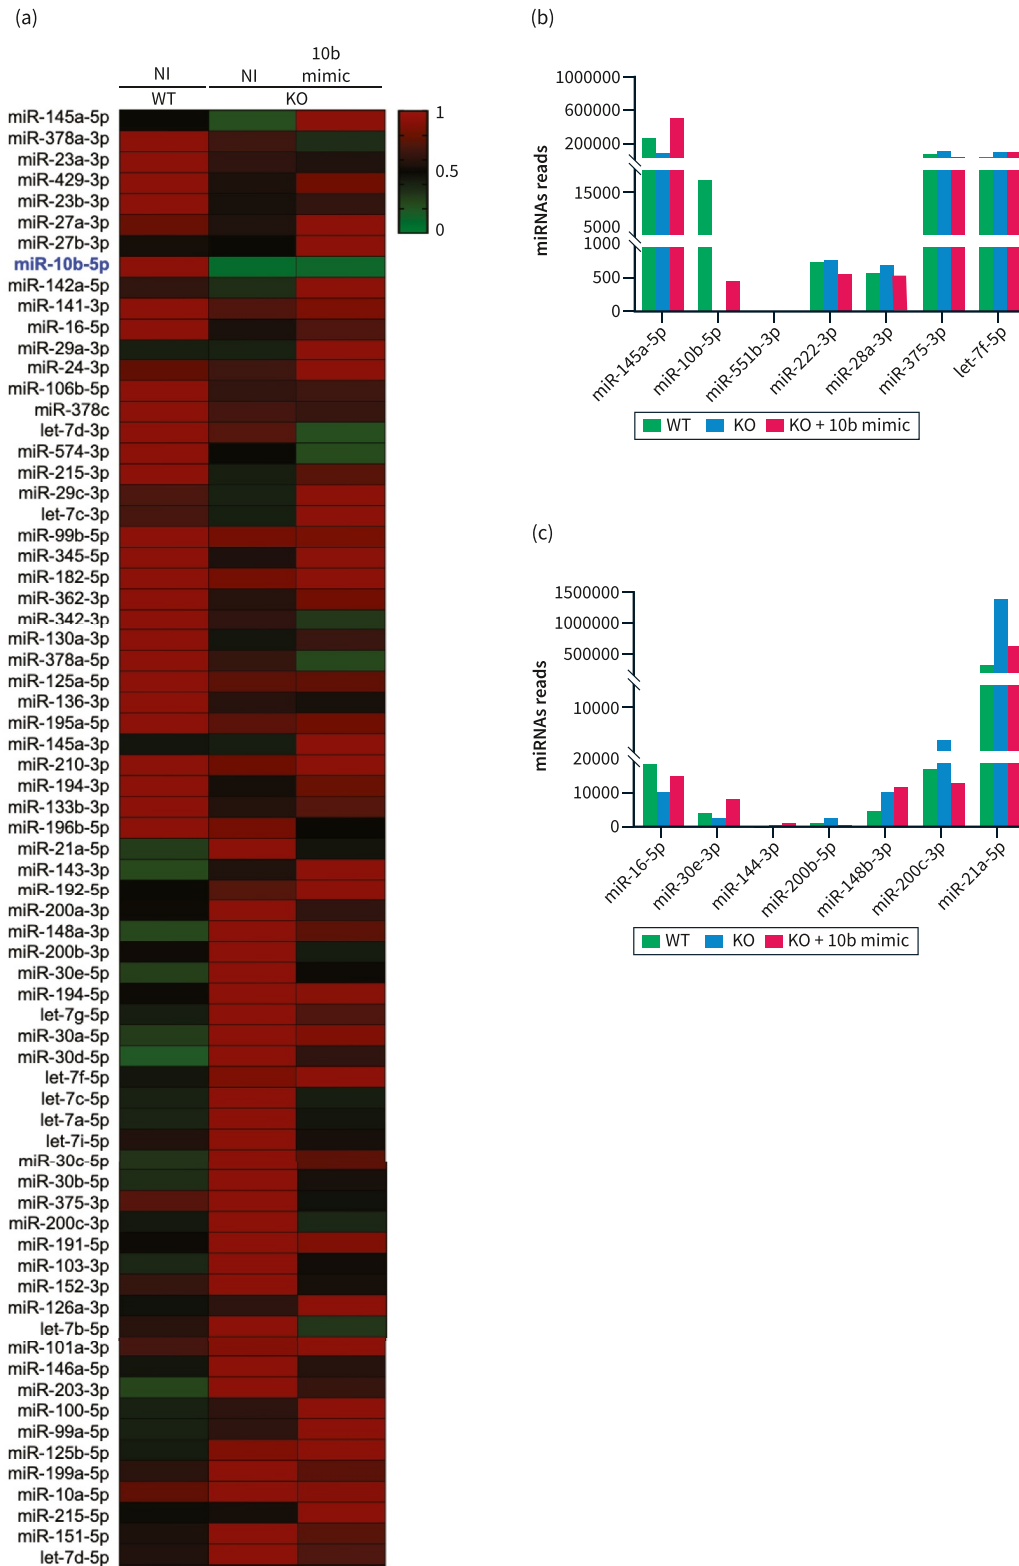 (a)
NI
NI
10b
mimic
WT
KO
miR-145a-5p
miR-378a-3p
miR-23a-3p
miR-429-3p
miR-23b-3p
miR-27a-3p
miR-27b-3p
miR-10b-5p
miR-142a-5p
miR-141-3p
miR-16-5p
miR-29a-3p
miR-24-3p
miR-106b-5p
miR-378c
let-7d-3p
miR-574-3p
miR-215-3p
miR-29c-3p
let-7c-3p
miR-99b-5p
miR-345-5p
miR-182-5p
miR-362-3p
miR-342-3p
miR-130a-3p
miR-378a-5p
miR-125a-5p
miR-136-3p
miR-195a-5p
miR-145a-3p
miR-210-3p
miR-194-3p
miR-133b-3p
miR-196b-5p
miR-21a-5p
miR-143-3p
miR-192-5p
miR-200a-3p
miR-148a-3p
miR-200b-3p
miR-30e-5p
miR-194-5p
let-7g-5p
miR-30a-5p
miR-30d-5p
let-7f-5p
let-7c-5p
let-7a-5p
let-7i-5p
miR-30c-5p
miR-30b-5p
miR-375-3p
miR-200c-3p
miR-191-5p
miR-103-3p
miR-152-3p
miR-126a-3p
let-7b-5p
miR-101a-3p
miR-146a-5p
miR-203-3p
miR-100-5p
miR-99a-5p
miR-125b-5p
miR-199a-5p
miR-10a-5p
miR-215-5p
miR-151-5p
let-7d-5p
1
0.5
0
(b)
miRNAs reads
1000000
600000
200000
15000
5000
1000
500
0
miR-145a-5p
miR-10b-5p
miR-551b-3p
miR-222-3p
miR-28a-3p
miR-375-3p
let-7f-5p
WT KO KO + 10b mimic
(c)
miRNAs reads
1500000
1000000
500000
10000
20000
10000
0
miR-16-5p
miR-30e-3p
miR-144-3p
miR-200b-5p
miR-148b-3p
miR-200c-3p
miR-21a-5p
WT KO KO + 10b mimic